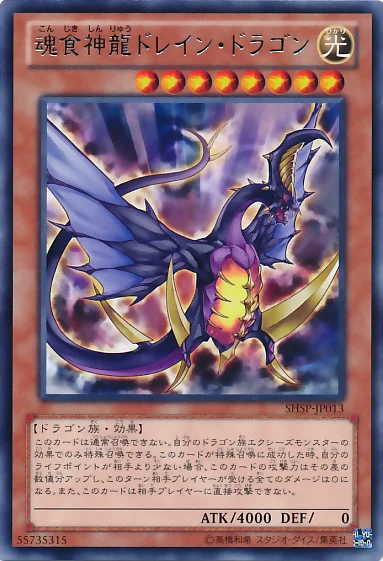 魂食神龍ドレイン・ドラゴン
光
SHSP-JP013
【ドラゴン族・効果】
このカードは通常召喚できない。自分のドラゴン族エクシーズモンスターの
効果でのみ特殊召喚できる。このカードが特殊召喚に成功した時、自分の
ライフポイントが相手より少ない場合、このカードの攻撃力はその差の
数値分アップし、このターン相手プレイヤーが受ける全てのダメージは０に
なる。また、このカードは相手プレイヤーに直接攻撃できない。
ATK/4000 DEF/ 0
55735315
©高橋和希 スタジオ・ダイス/集英社